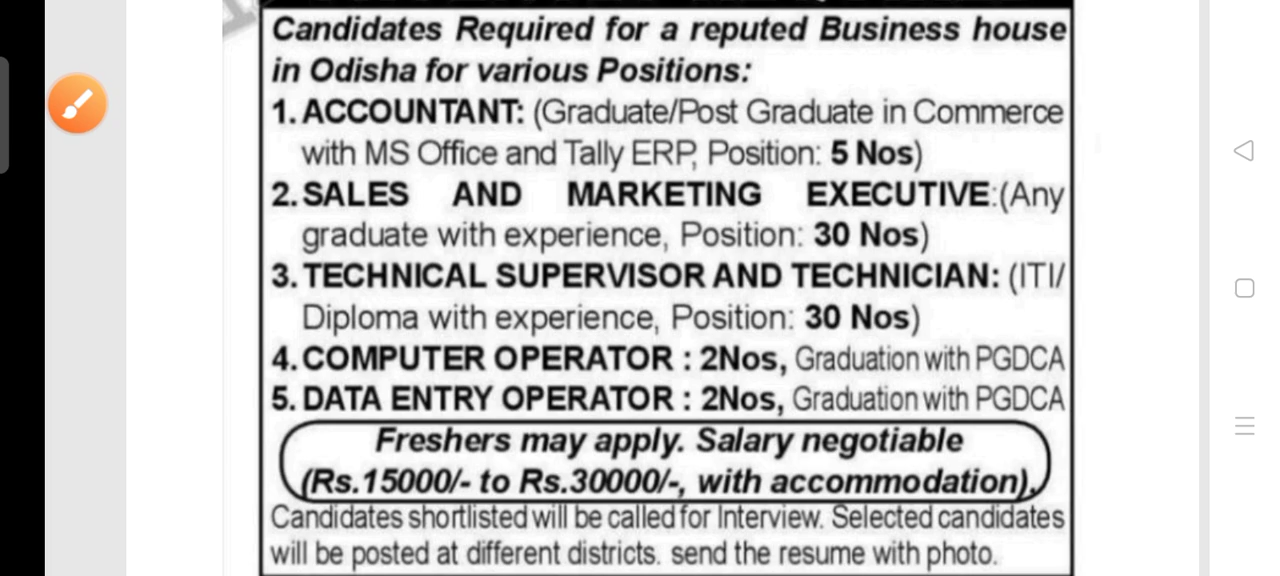 Candidates Required for a reputed Business house
in Odisha for various Positions:
1. ACCOUNTANT: (Graduate/Post Graduate in Commerce
with MS Office and Tally ERP, Position: 5 Nos)
2. SALES AND MARKETING EXECUTIVE:(Any
graduate with experience, Position: 30 Nos)
3. TECHNICAL SUPERVISOR AND TECHNICIAN: (ITI/
Diploma with experience, Position: 30 Nos)
4. COMPUTER OPERATOR : 2Nos, Graduation with PGDCA
5. DATA ENTRY OPERATOR : 2Nos, Graduation with PGDCA
Freshers may apply. Salary negotiable
(Rs.15000/- to Rs.30000/-, with accommodation).
Candidates shortlisted will be called for Interview. Selected candidates
will be posted at different districts. send the resume with photo.